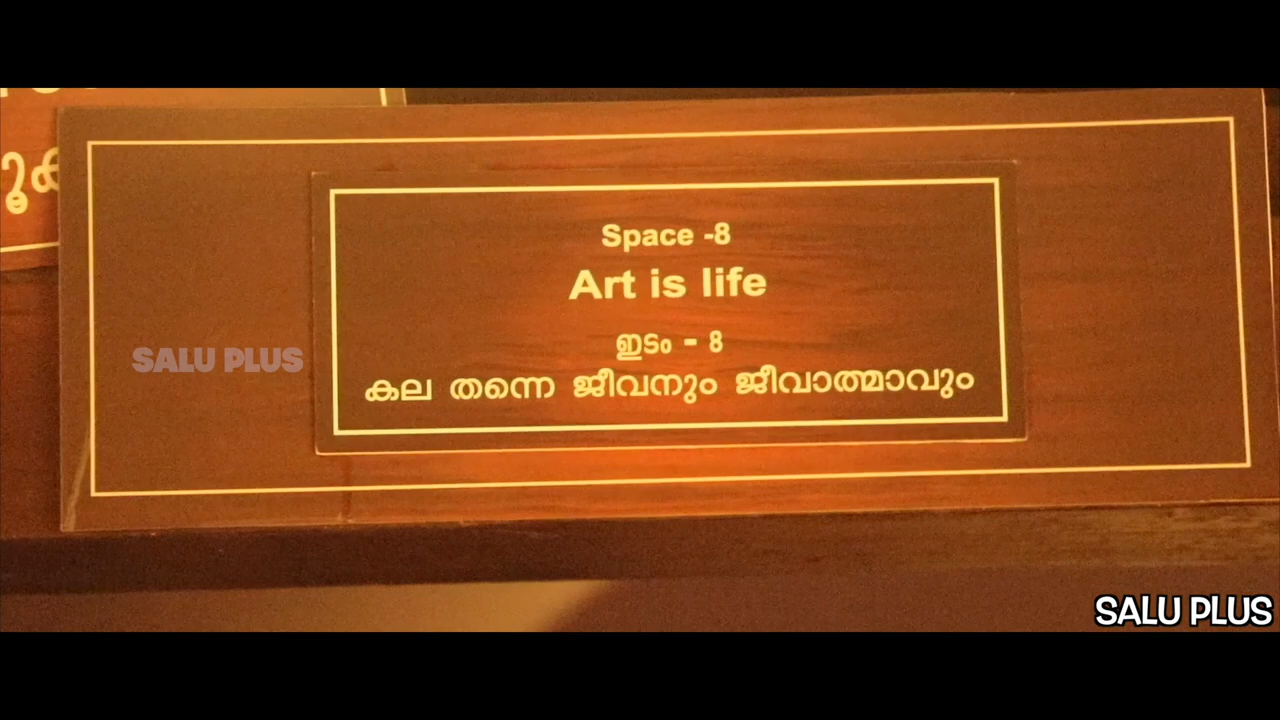 Space -8
Art is life
ഇടം - 8
കല തന്നെ ജീവനും ജീവാത്മാവും
SALU PLUS
SALU PLUS